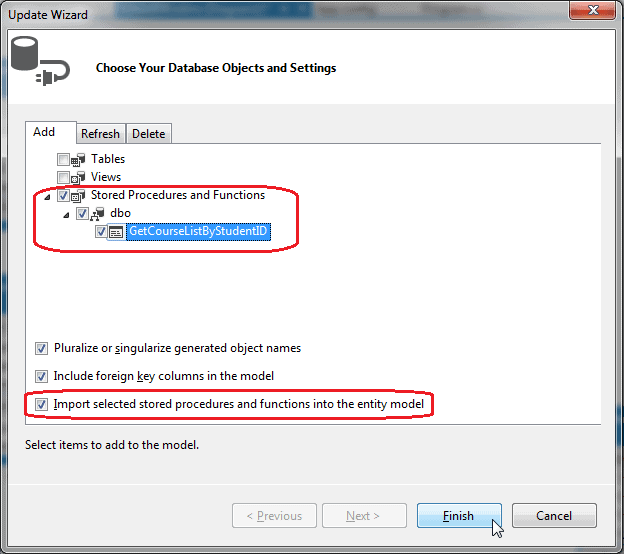 Update Wizard
Choose Your Database Objects and Settings
Add Refresh Delete
Tables
Views
Stored Procedures and Functions
dbo
GetCourseListByStudentID
Pluralize or singularize generated object names
Include foreign key columns in the model
Import selected stored procedures and functions into the entity model
Select items to add to the model.
< Previous Next > Finish Cancel